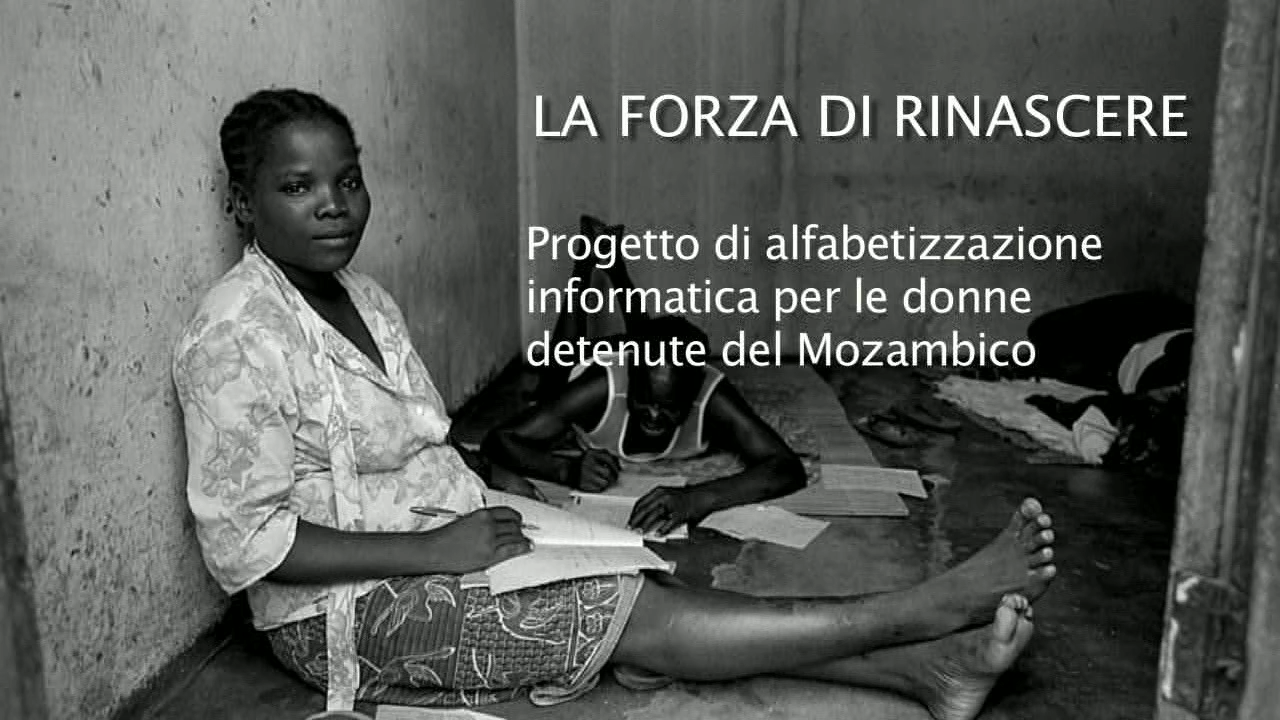 LA FORZA DI RINASCERE
Progetto di alfabetizzazione
informatica per le donne
detenute del Mozambico